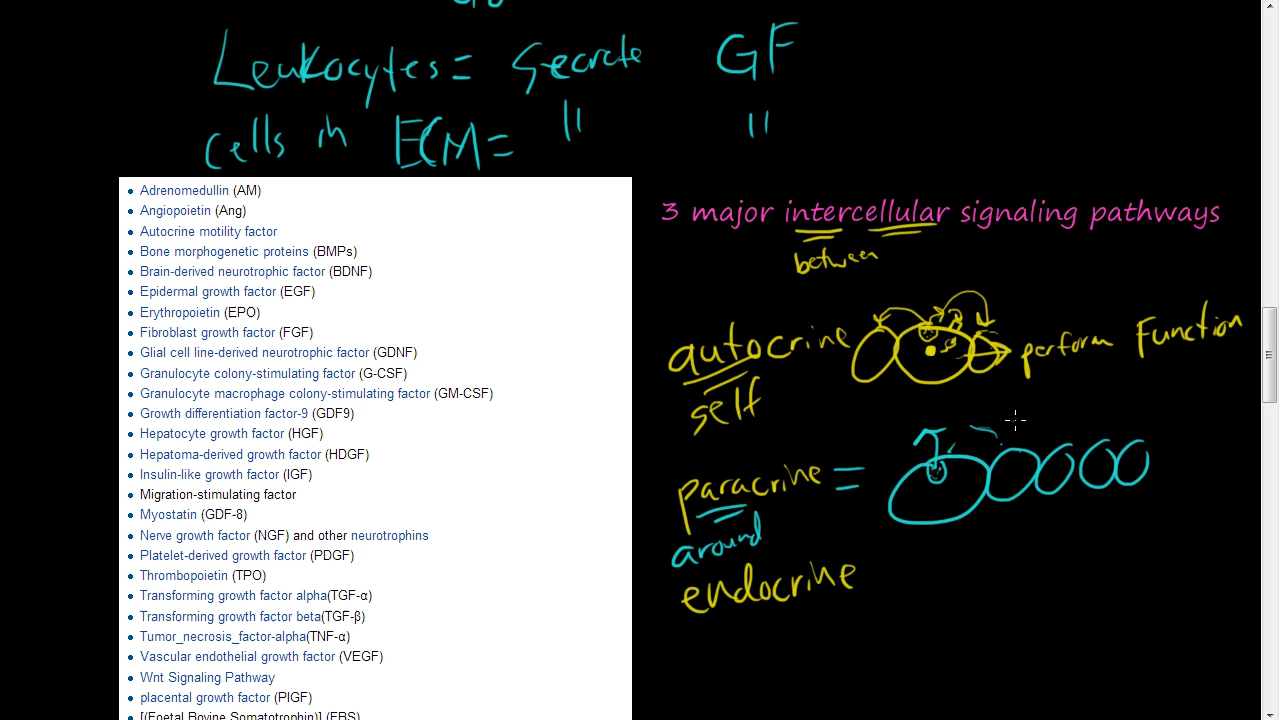 Leukocytes = secrete GF
cells in ECM = " "
• Adrenomedullin (AM)
• Angiopoietin (Ang)
• Autocrine motility factor
• Bone morphogenetic proteins (BMPs)
• Brain-derived neurotrophic factor (BDNF)
• Epidermal growth factor (EGF)
• Erythropoietin (EPO)
• Fibroblast growth factor (FGF)
• Glial cell line-derived neurotrophic factor (GDNF)
• Granulocyte colony-stimulating factor (G-CSF)
• Granulocyte macrophage colony-stimulating factor (GM-CSF)
• Growth differentiation factor-9 (GDF9)
• Hepatocyte growth factor (HGF)
• Hepatoma-derived growth factor (HDGF)
• Insulin-like growth factor (IGF)
• Migration-stimulating factor
• Myostatin (GDF-8)
• Nerve growth factor (NGF) and other neurotrophins
• Platelet-derived growth factor (PDGF)
• Thrombopoietin (TPO)
• Transforming growth factor alpha(TGF-α)
• Transforming growth factor beta(TGF-β)
• Tumor_necrosis_factor-alpha(TNF-α)
• Vascular endothelial growth factor (VEGF)
• Wnt Signaling Pathway
• placental growth factor (PlGF)
• [(Foetal Bovine Somatotrophin)] (FBS)
3 major intercellular signaling pathways
between
autocrine
perform Function
self
paracrine =
around
endocrine